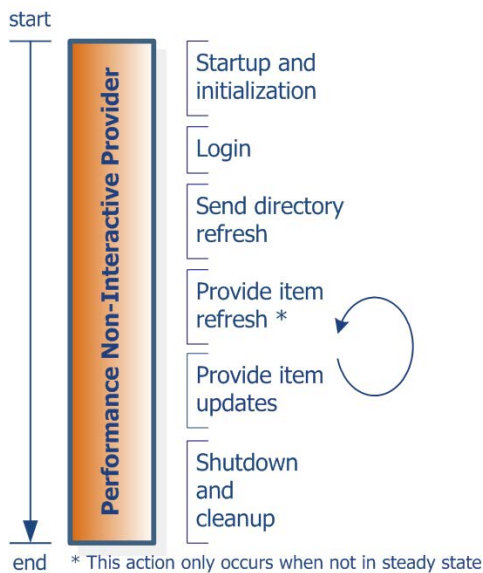 start
Performance Non-Interactive Provider
Startup and
initialization
Login
Send directory
refresh
Provide item
refresh *
Provide item
updates
Shutdown
and
cleanup
end
* This action only occurs when not in steady state